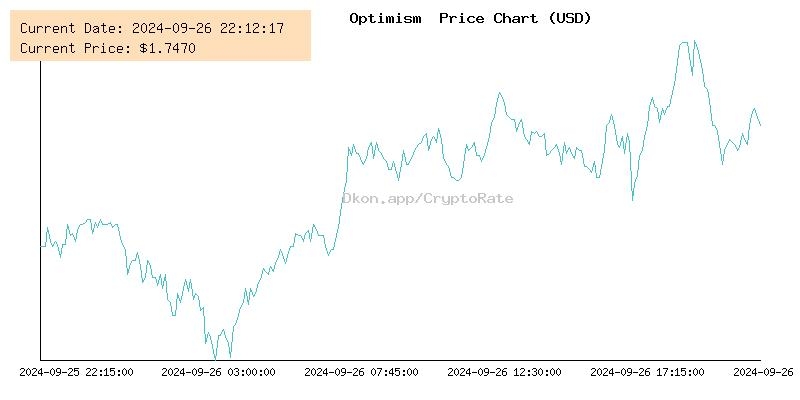 Optimism Price Chart (USD)
Current Date: 2024-09-26 22:12:17
Current Price: $1.7470
Dkon.app/CryptoRate
2024-09-25 22:15:00 2024-09-26 03:00:00 2024-09-26 07:45:00 2024-09-26 12:30:00 2024-09-26 17:15:00 2024-09-26